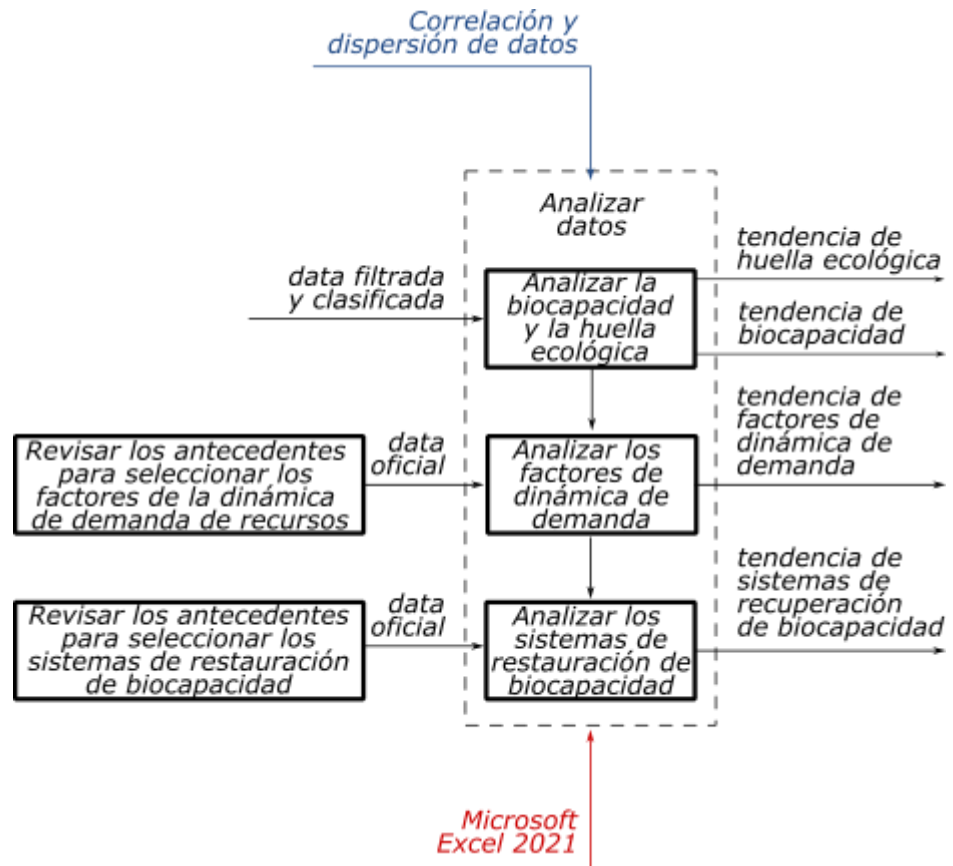 Correlación y
dispersión de datos
Analizar
datos
data filtrada
y clasificada
Analizar la
biocapacidad
y la huella
ecológica
tendencia de
huella ecológica
tendencia de
biocapacidad
Revisar los antecedentes
para seleccionar los
factores de la dinámica
de demanda de recursos
data
oficial
Analizar los
factores de
dinámica de
demanda
tendencia de
factores de
dinámica de
demanda
Revisar los antecedentes
para seleccionar los
sistemas de restauración
de biocapacidad
data
oficial
Analizar los
sistemas de
restauración de
biocapacidad
tendencia de
sistemas de
recuperación
de biocapacidad
Microsoft
Excel 2021